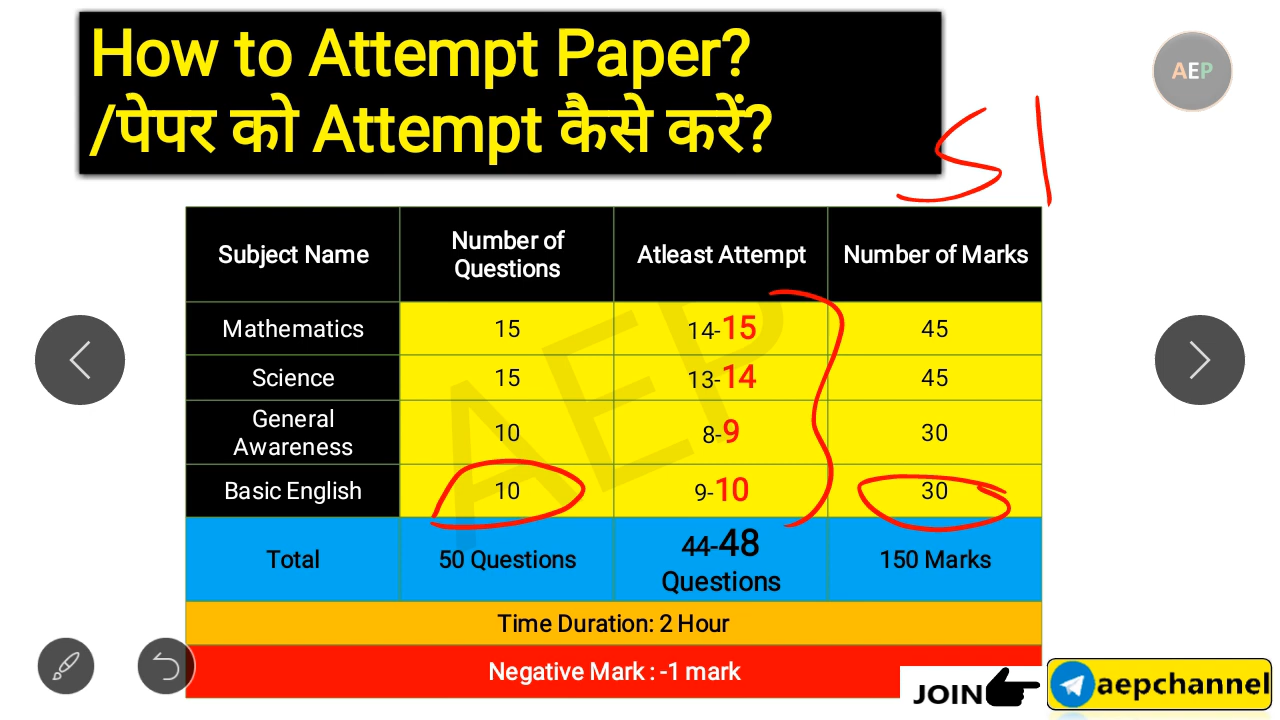 How to Attempt Paper?
/पेपर को Attempt कैसे करें?
AEP
51
Subject Name Number of Questions Atleast Attempt Number of Marks
Mathematics 15 14-15 45
Science 15 13-14 45
General Awareness 10 8-9 30
Basic English 10 9-10 30
Total 50 Questions 44-48 Questions 150 Marks
AEP
Time Duration: 2 Hour
Negative Mark : -1 mark
JOIN aepchannel